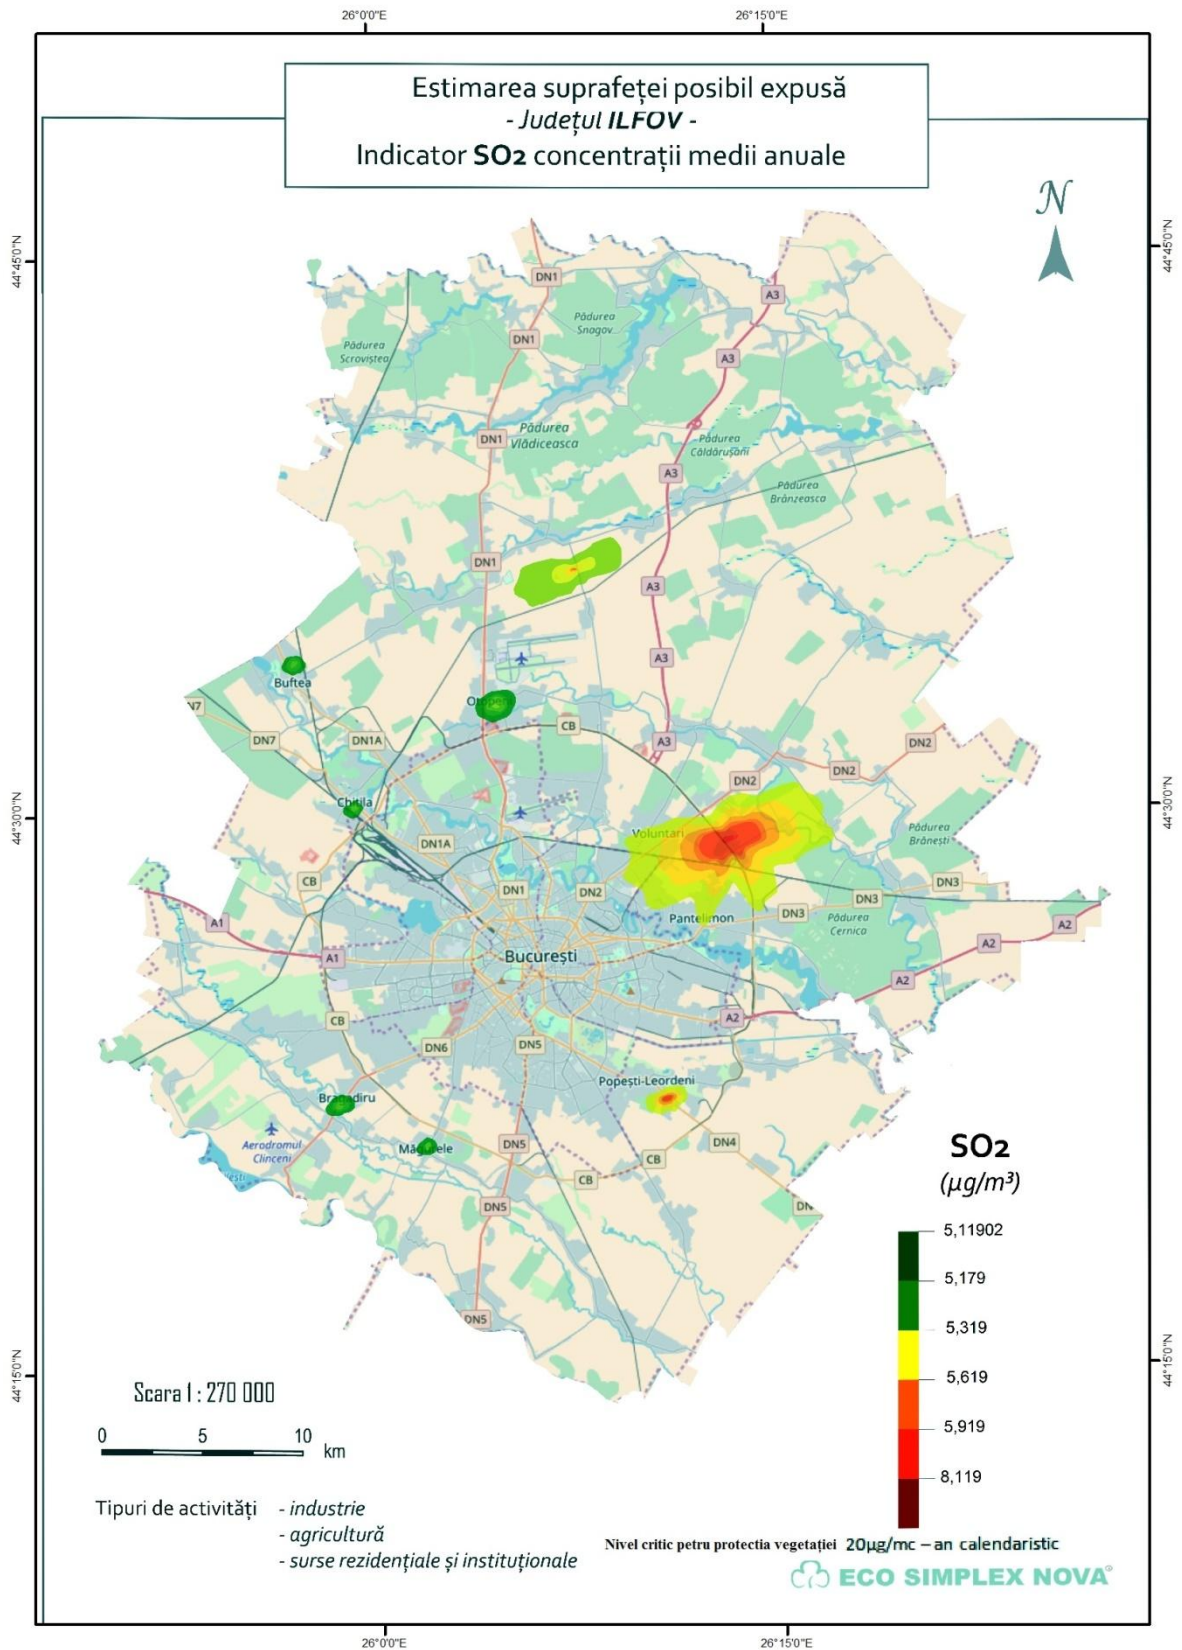 26°0'0"E
26°15'0"E
Estimarea suprafeței posibil expusă
- Județul ILFOV -
Indicator SO2 concentrații medii anuale
N
44°45'0"N
44°45'0"N
DN1
A3
Pădurea
Snagov
DN1
Pădurea
Scroviștea
A3
DN1
Pădurea
Vlădiceasca
Pădurea
Căldărușani
A3
Pădurea
Brânzeasca
DN1
A3
A3
Buftea
N7
CB
DN7
DN1A
A3
DN2
DN2
DN2
Chitila
44°30'0"N
44°30'0"N
Voluntari
Pădurea
Brănești
DN1A
CB
DN1
DN2
DN3
DN3
DN3
Pantelimon
Pădurea
Cernica
A1
A2
A2
A1
București
A2
CB
A2
DN6
DN5
Popești-Leordeni
Bragadiru
Aerodromul
Clinceni
Măgurele
DN5
DN4
CB
CB
DN5
DN
DN5
SO2
(µg/m³)
5,11902
5,179
5,319
5,619
5,919
8,119
44°15'0"N
44°15'0"N
Scara 1 : 270 000
0 5 10
km
Tipuri de activități - industrie
- agricultură
- surse rezidențiale și instituționale
Nivel critic petru protectia vegetației 20µg/mc – an calendaristic
ECO SIMPLEX NOVA®
26°0'0"E
26°15'0"E